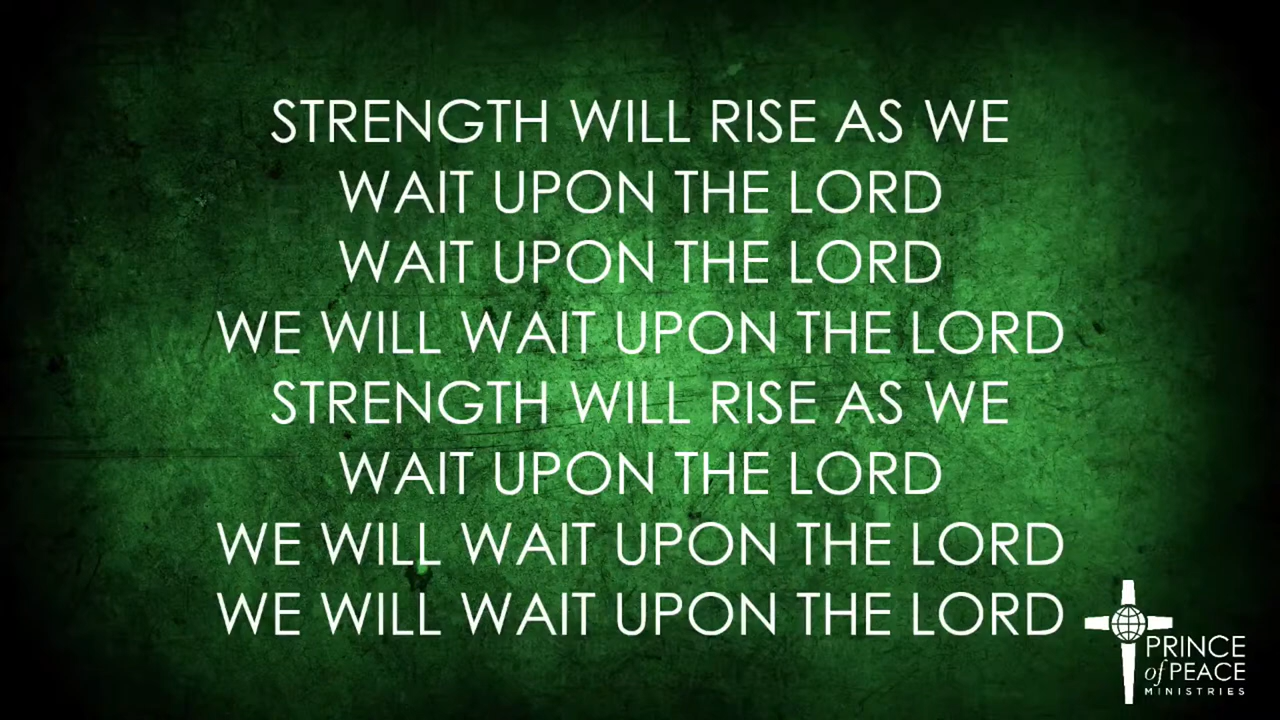 STRENGTH WILL RISE AS WE
WAIT UPON THE LORD
WAIT UPON THE LORD
WE WILL WAIT UPON THE LORD
STRENGTH WILL RISE AS WE
WAIT UPON THE LORD
WE WILL WAIT UPON THE LORD
WE WILL WAIT UPON THE LORD
PRINCE
of PEACE
MINISTRIES